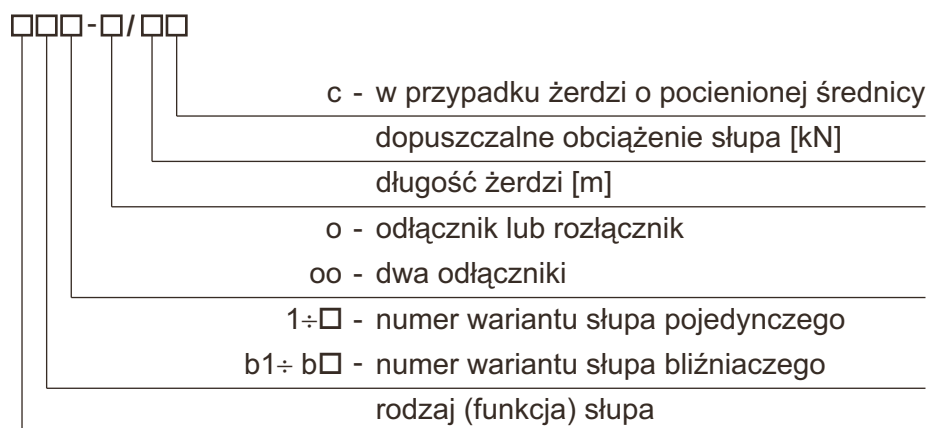 □□□-□/□□
c - w przypadku żerdzi o pocienionej średnicy
dopuszczalne obciążenie słupa [kN]
długość żerdzi [m]
o - odłącznik lub rozłącznik
oo - dwa odłączniki
1÷□ - numer wariantu słupa pojedynczego
b1÷ b□ - numer wariantu słupa bliźniaczego
rodzaj (funkcja) słupa